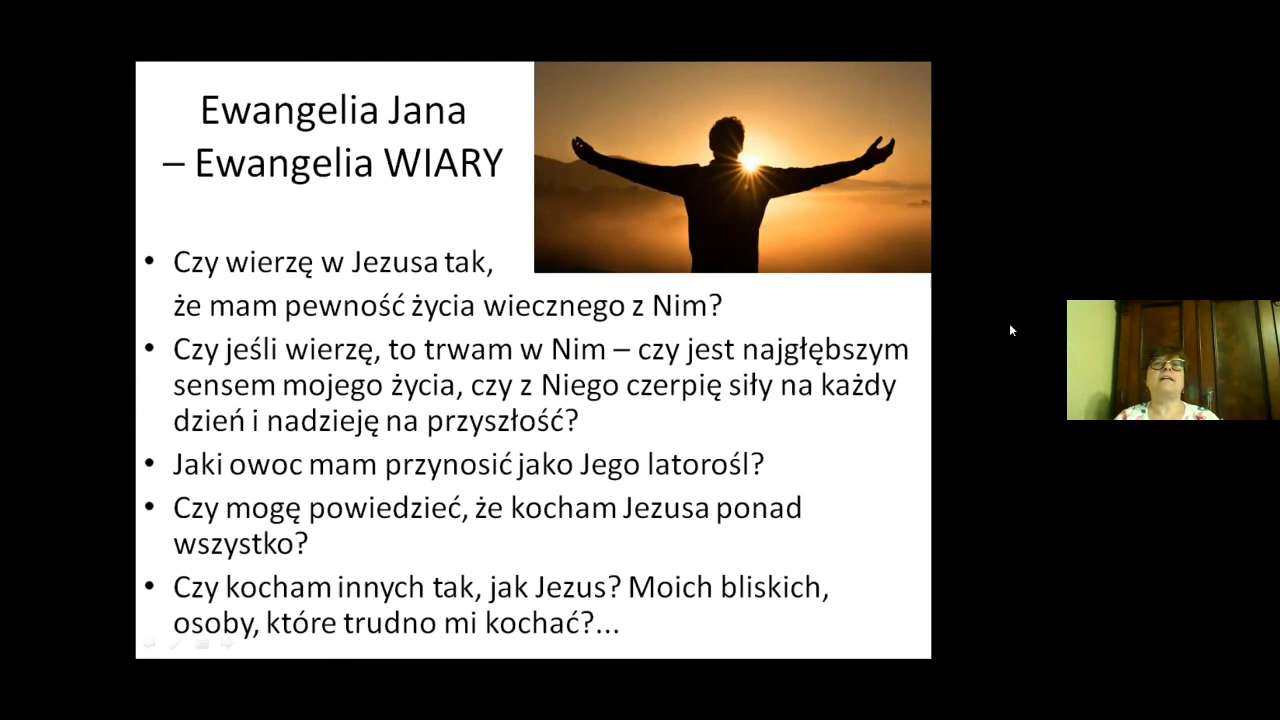 Ewangelia Jana
– Ewangelia WIARY
• Czy wierzę w Jezusa tak,
że mam pewność życia wiecznego z Nim?
• Czy jeśli wierzę, to trwam w Nim – czy jest najgłębszym
sensem mojego życia, czy z Niego czerpię siły na każdy
dzień i nadzieję na przyszłość?
• Jaki owoc mam przynosić jako Jego latorośl?
• Czy mogę powiedzieć, że kocham Jezusa ponad
wszystko?
• Czy kocham innych tak, jak Jezus? Moich bliskich,
osoby, które trudno mi kochać?...